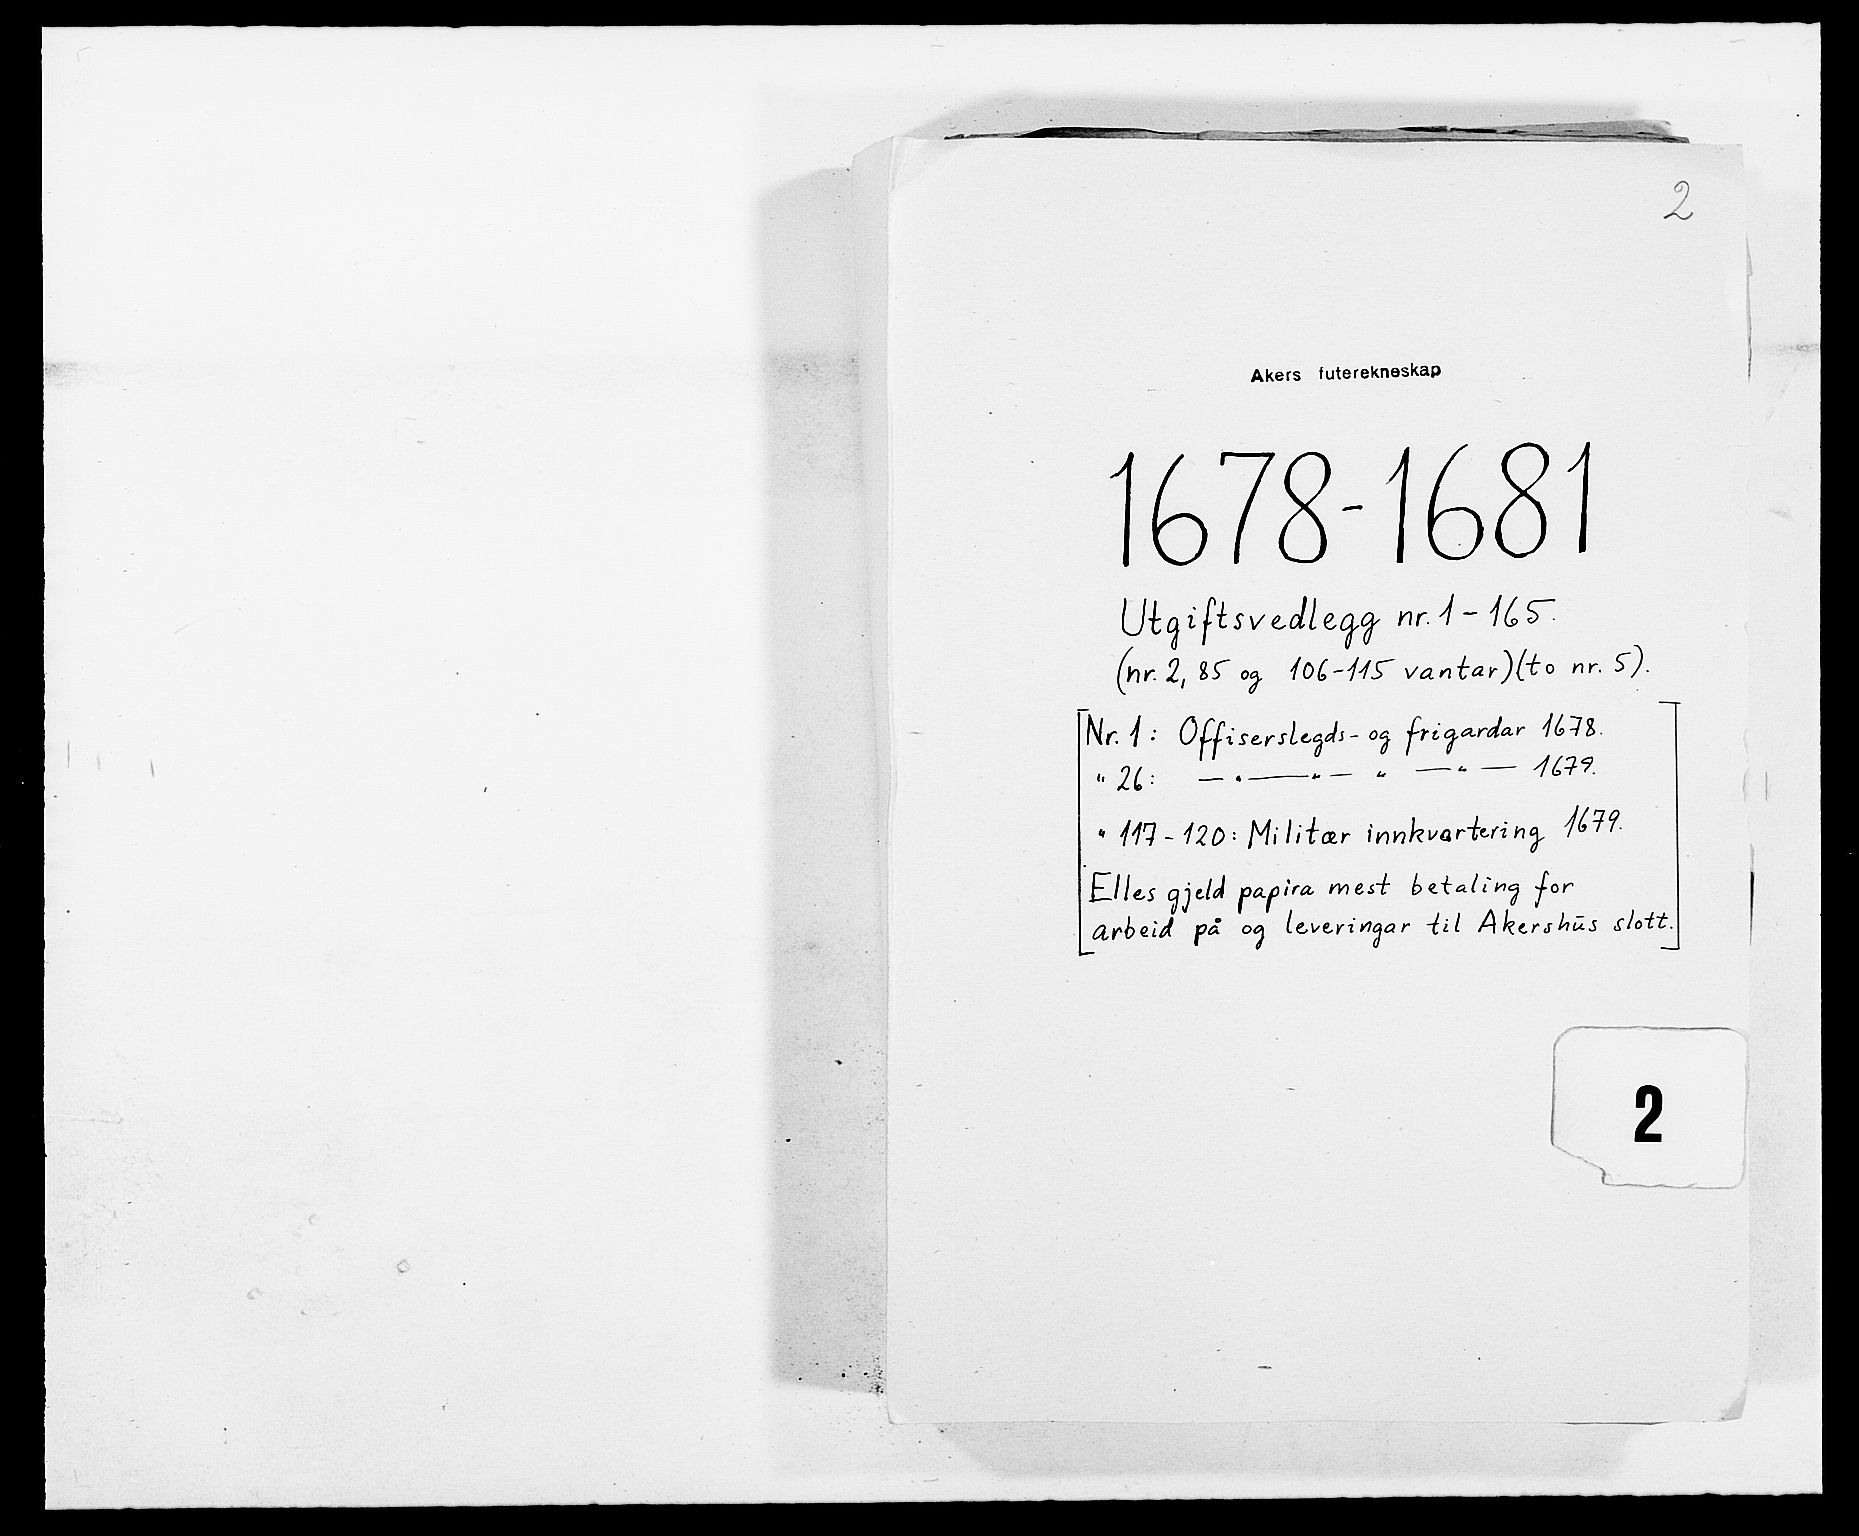 2
Akers futerekneskap
1678-1681
Utgiftsvedlegg nr. 1-165.
(nr. 2, 85 og 106-115 vantar)(to nr. 5).
Nr. 1: Offiserslegds- og frigardar 1678.
" 26: — " — " — " — " — 1679.
" 117-120: Militær innkvartering 1679.
Elles gjeld papira mest betaling for
arbeid på og leveringar til Akershūs slott.
2